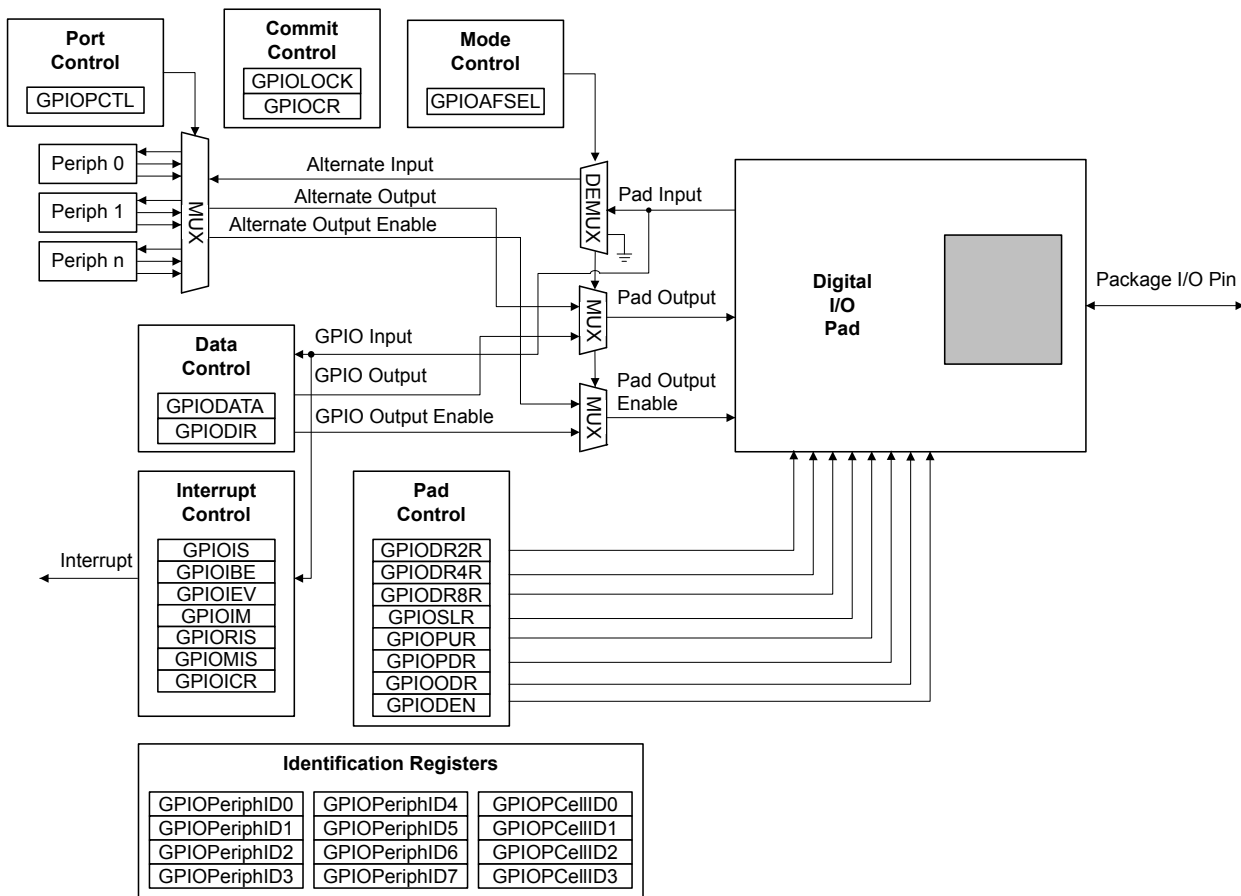 Port
Control
GPIOPCTL
Commit
Control
GPIOLOCK
GPIOCR
Mode
Control
GPIOAFSEL
Periph 0
Periph 1
Periph n
MUX
Alternate Input
Alternate Output
Alternate Output Enable
DEMUX
Pad Input
MUX
Pad Output
MUX
Pad Output
Enable
Digital
I/O
Pad
Package I/O Pin
Data
Control
GPIODATA
GPIODIR
GPIO Input
GPIO Output
GPIO Output Enable
Interrupt
Interrupt
Control
GPIOIS
GPIOIBE
GPIOIEV
GPIOIM
GPIORIS
GPIOMIS
GPIOICR
Pad
Control
GPIODR2R
GPIODR4R
GPIODR8R
GPIOSLR
GPIOPUR
GPIOPDR
GPIOODR
GPIODEN
Identification Registers
GPIOPeriphID0
GPIOPeriphID1
GPIOPeriphID2
GPIOPeriphID3
GPIOPeriphID4
GPIOPeriphID5
GPIOPeriphID6
GPIOPeriphID7
GPIOPCellID0
GPIOPCellID1
GPIOPCellID2
GPIOPCellID3